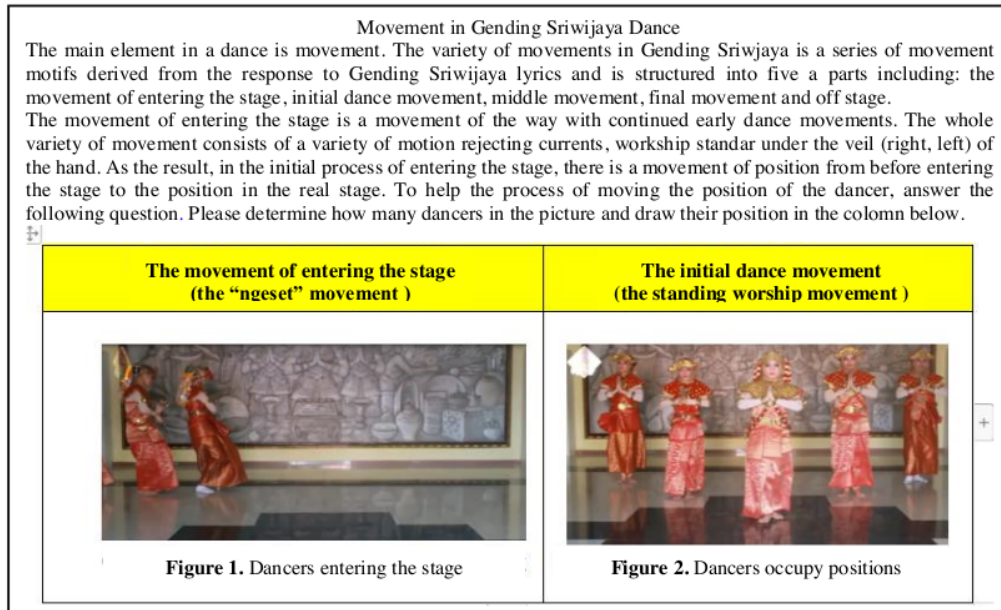 Movement in Gending Sriwijaya Dance
The main element in a dance is movement. The variety of movements in Gending Sriwjaya is a series of movement
motifs derived from the response to Gending Sriwijaya lyrics and is structured into five a parts including: the
movement of entering the stage, initial dance movement, middle movement, final movement and off stage.
The movement of entering the stage is a movement of the way with continued early dance movements. The whole
variety of movement consists of a variety of motion rejecting currents, workship standar under the veil (right, left) of
the hand. As the result, in the initial process of entering the stage, there is a movement of position from before entering
the stage to the position in the real stage. To help the process of moving the position of the dancer, answer the
following question. Please determine how many dancers in the picture and draw their position in the colomn below.
The movement of entering the stage
(the “ngeset” movement )
The initial dance movement
(the standing worship movement )
Figure 1. Dancers entering the stage
Figure 2. Dancers occupy positions